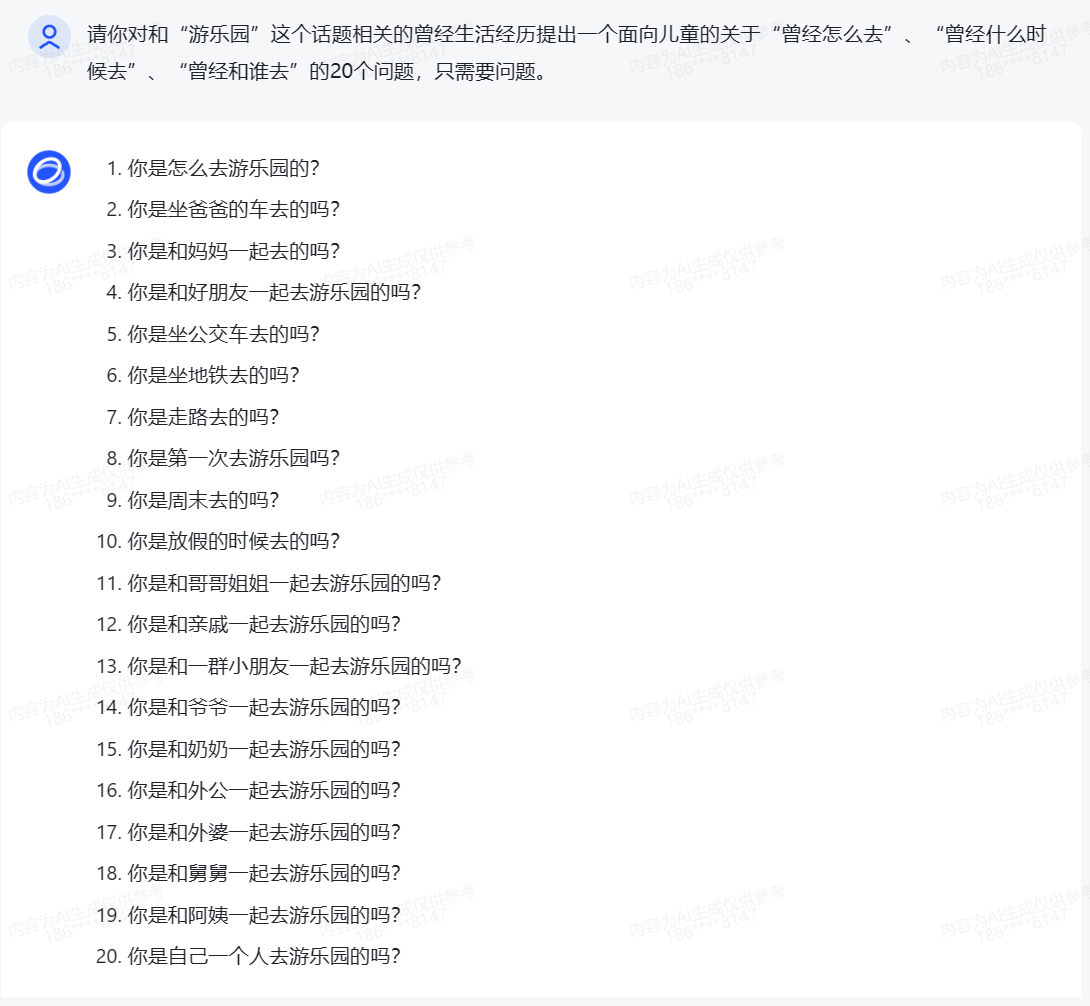 请你对和“游乐园”这个话题相关的曾经生活经历提出一个面向儿童的关于“曾经怎么去”、“曾经什么时
候去”、“曾经和谁去”的20个问题，只需要问题。
1. 你是怎么去游乐园的？
2. 你是坐爸爸的车去的吗？
3. 你是和妈妈一起去的吗？
4. 你是和好朋友一起去游乐园的吗？
5. 你是坐公交车去的吗？
6. 你是坐地铁去的吗？
7. 你是走路去的吗？
8. 你是第一次去游乐园吗？
9. 你是周末去的吗？
10. 你是放假的时候去的吗？
11. 你是和哥哥姐姐一起去游乐园的吗？
12. 你是和亲戚一起去游乐园的吗？
13. 你是和一群小朋友一起去游乐园的吗？
14. 你是和爷爷一起去游乐园的吗？
15. 你是和奶奶一起去游乐园的吗？
16. 你是和外公一起去游乐园的吗？
17. 你是和外婆一起去游乐园的吗？
18. 你是和舅舅一起去游乐园的吗？
19. 你是和阿姨一起去游乐园的吗？
20. 你是自己一个人去游乐园的吗？
内容为AI生成仅供参考
186****8147